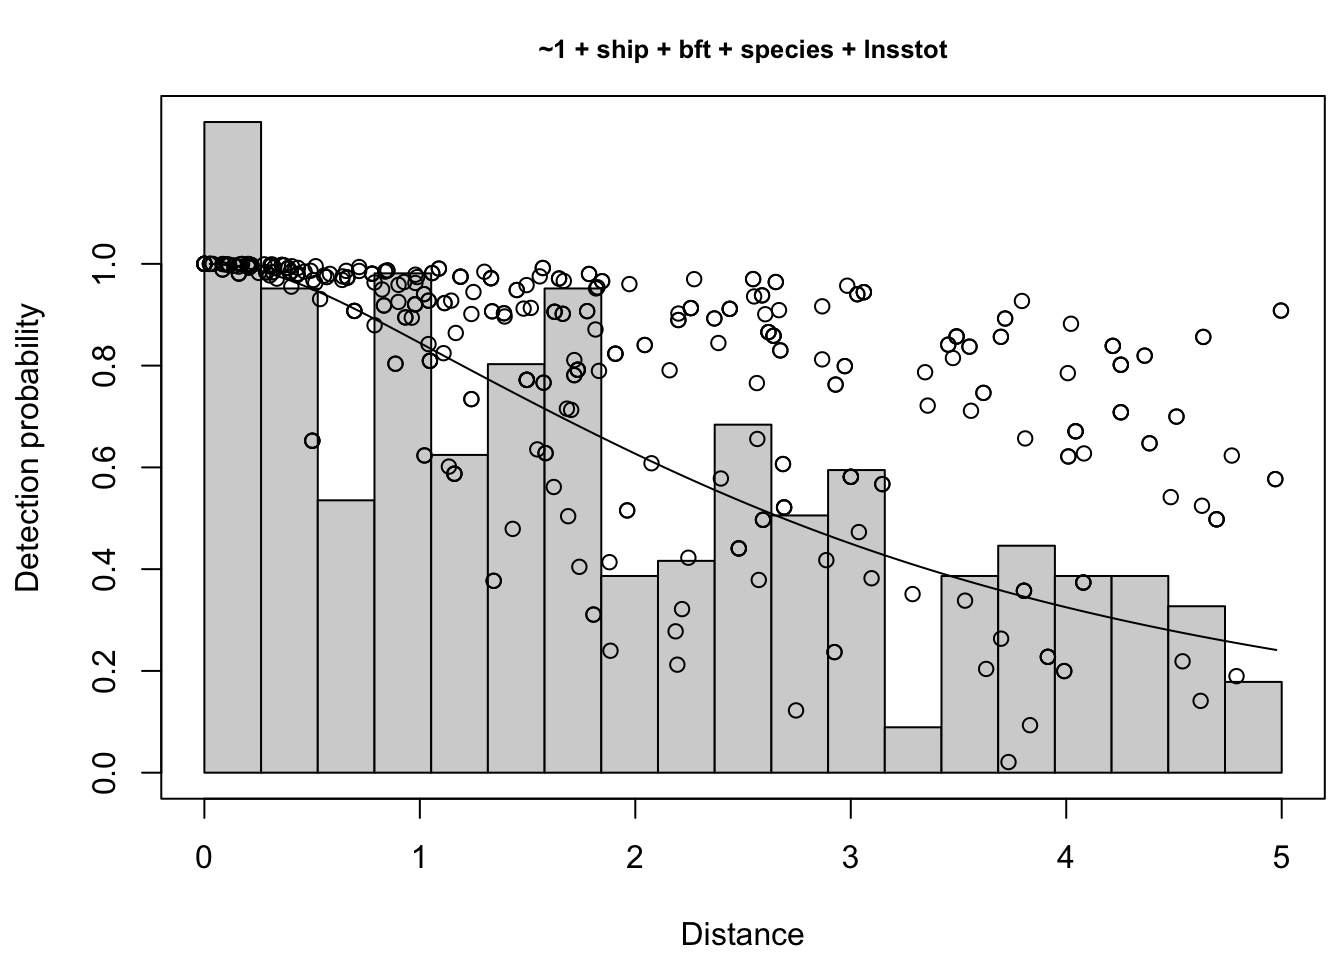 ~1 + ship + bft + species + lnsstot
Detection probability
1.0
0.8
0.6
0.4
0.2
0.0
0 1 2 3 4 5
Distance